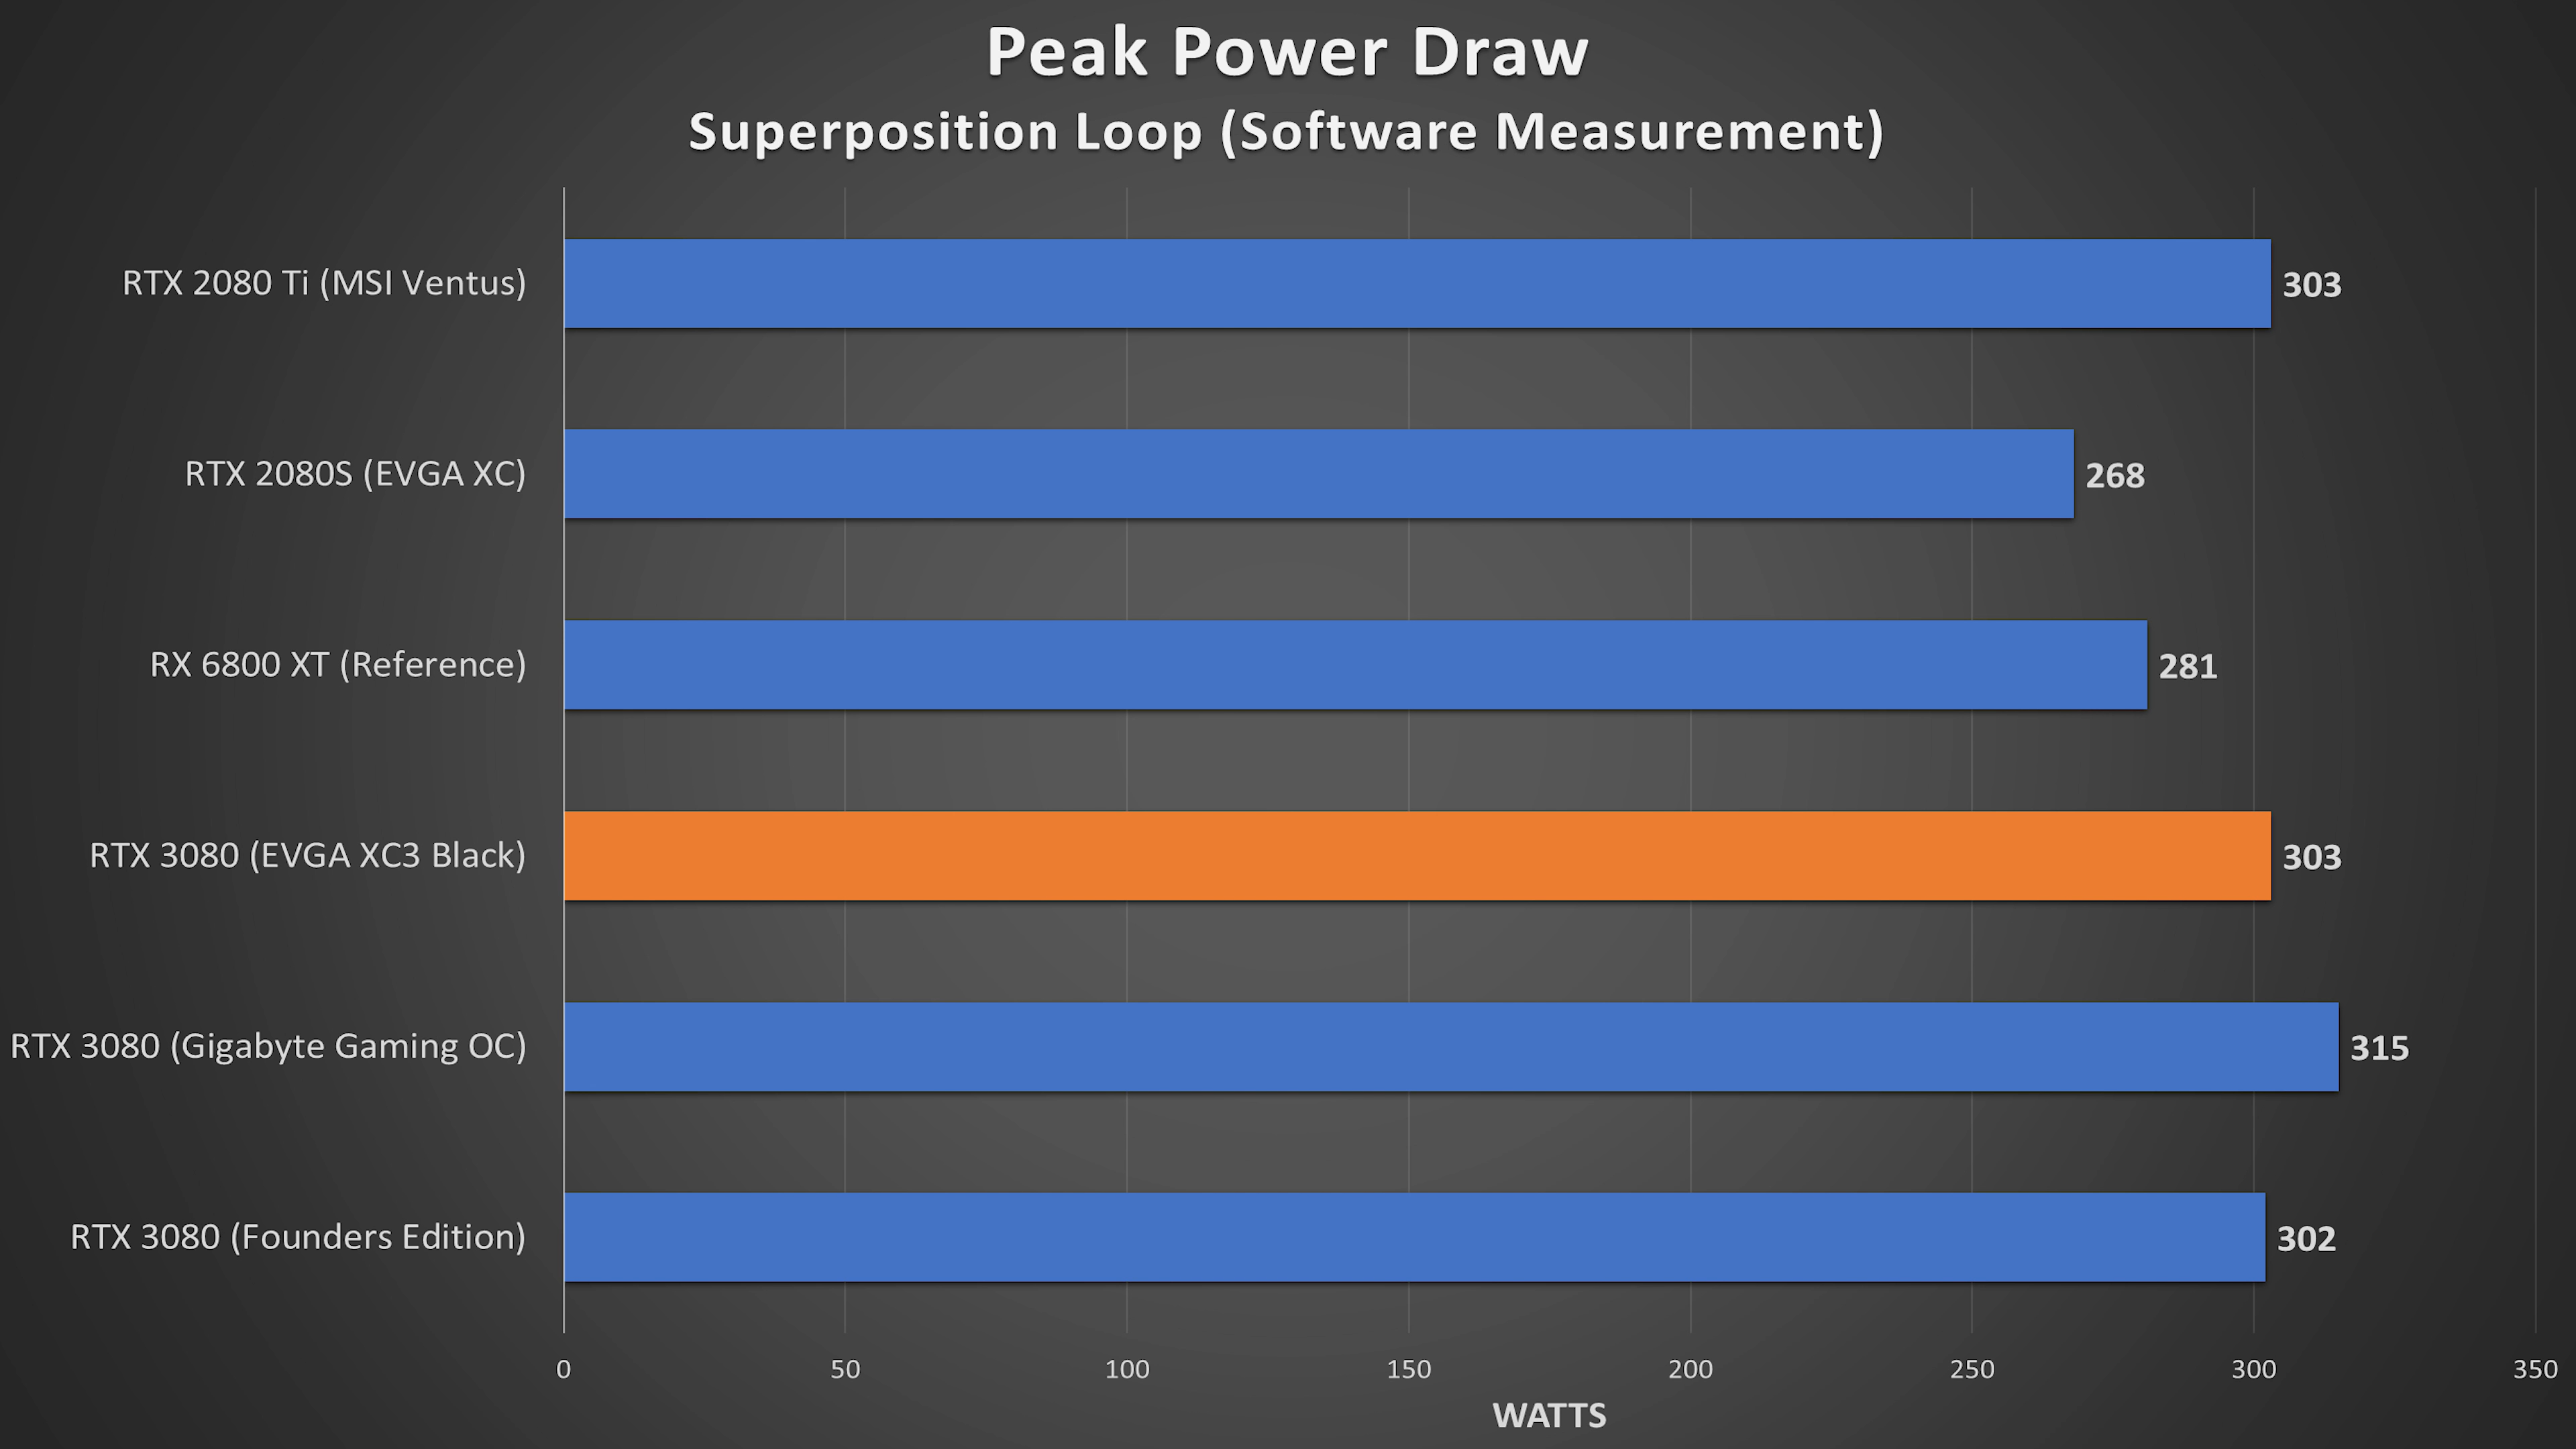 Peak Power Draw
Superposition Loop (Software Measurement)
RTX 2080 Ti (MSI Ventus) 303
RTX 2080S (EVGA XC) 268
RX 6800 XT (Reference) 281
RTX 3080 (EVGA XC3 Black) 303
RTX 3080 (Gigabyte Gaming OC) 315
RTX 3080 (Founders Edition) 302
0 50 100 150 200 250 300 350
WATTS